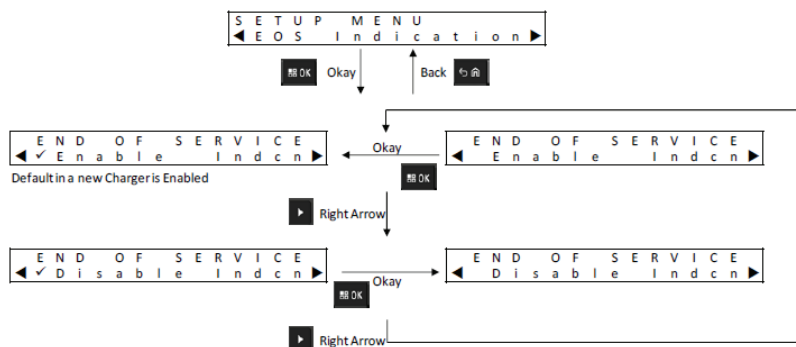 SETUP MENU
◀EOS Indication▶
OK Okay
Back
END OF SERVICE
◀✓Enable Indcn▶
Okay
OK
END OF SERVICE
◀ Enable Indcn▶
Default in a new Charger is Enabled
Right Arrow
END OF SERVICE
◀✓Disable Indcn▶
OK
Okay
END OF SERVICE
◀ Disable Indcn▶
Right Arrow